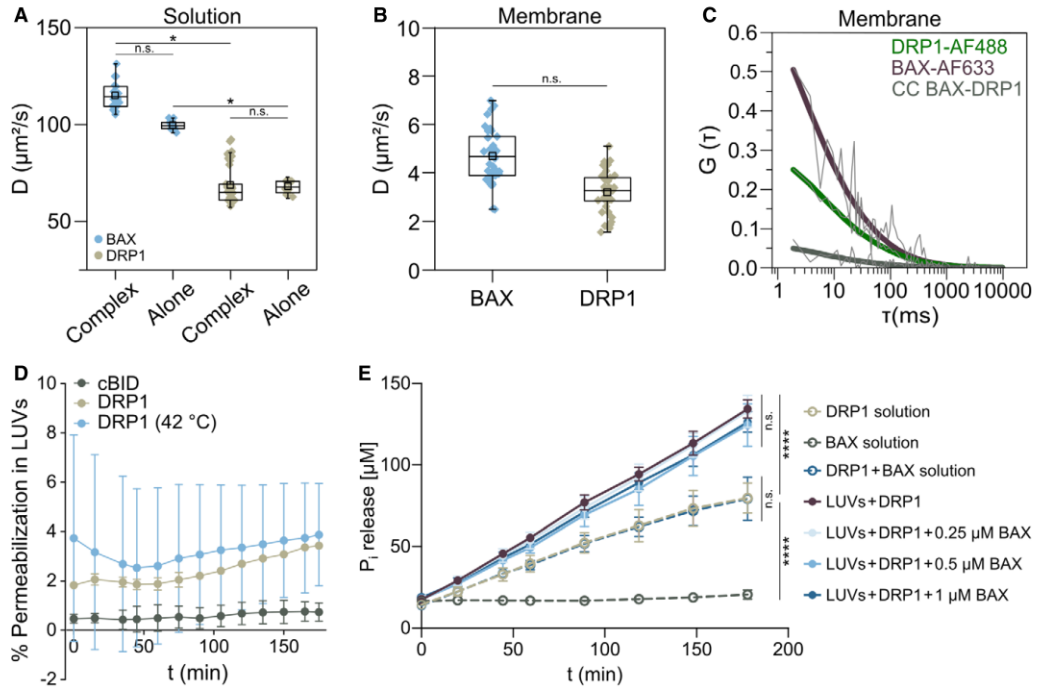 A
Solution
150
100
50
D (μm²/s)
*
n.s.
*
n.s.
BAX
DRP1
Complex
Alone
Complex
Alone
B
Membrane
10
8
6
4
2
0
D (μm²/s)
n.s.
BAX
DRP1
C
Membrane
0.6
0.5
0.4
0.3
0.2
0.1
0.0
G (τ)
DRP1-AF488
BAX-AF633
CC BAX-DRP1
1 10 100 1000 10000
τ(ms)
D
10
8
6
4
2
0
-2
% Permeabilization in LUVs
cBID
DRP1
DRP1 (42 °C)
0 50 100 150
t (min)
E
150
100
50
0
Pi release [μM]
0 50 100 150 200
t (min)
n.s.
****
n.s.
****
DRP1 solution
BAX solution
DRP1+BAX solution
LUVs+DRP1
LUVs+DRP1+0.25 μM BAX
LUVs+DRP1+0.5 μM BAX
LUVs+DRP1+1 μM BAX